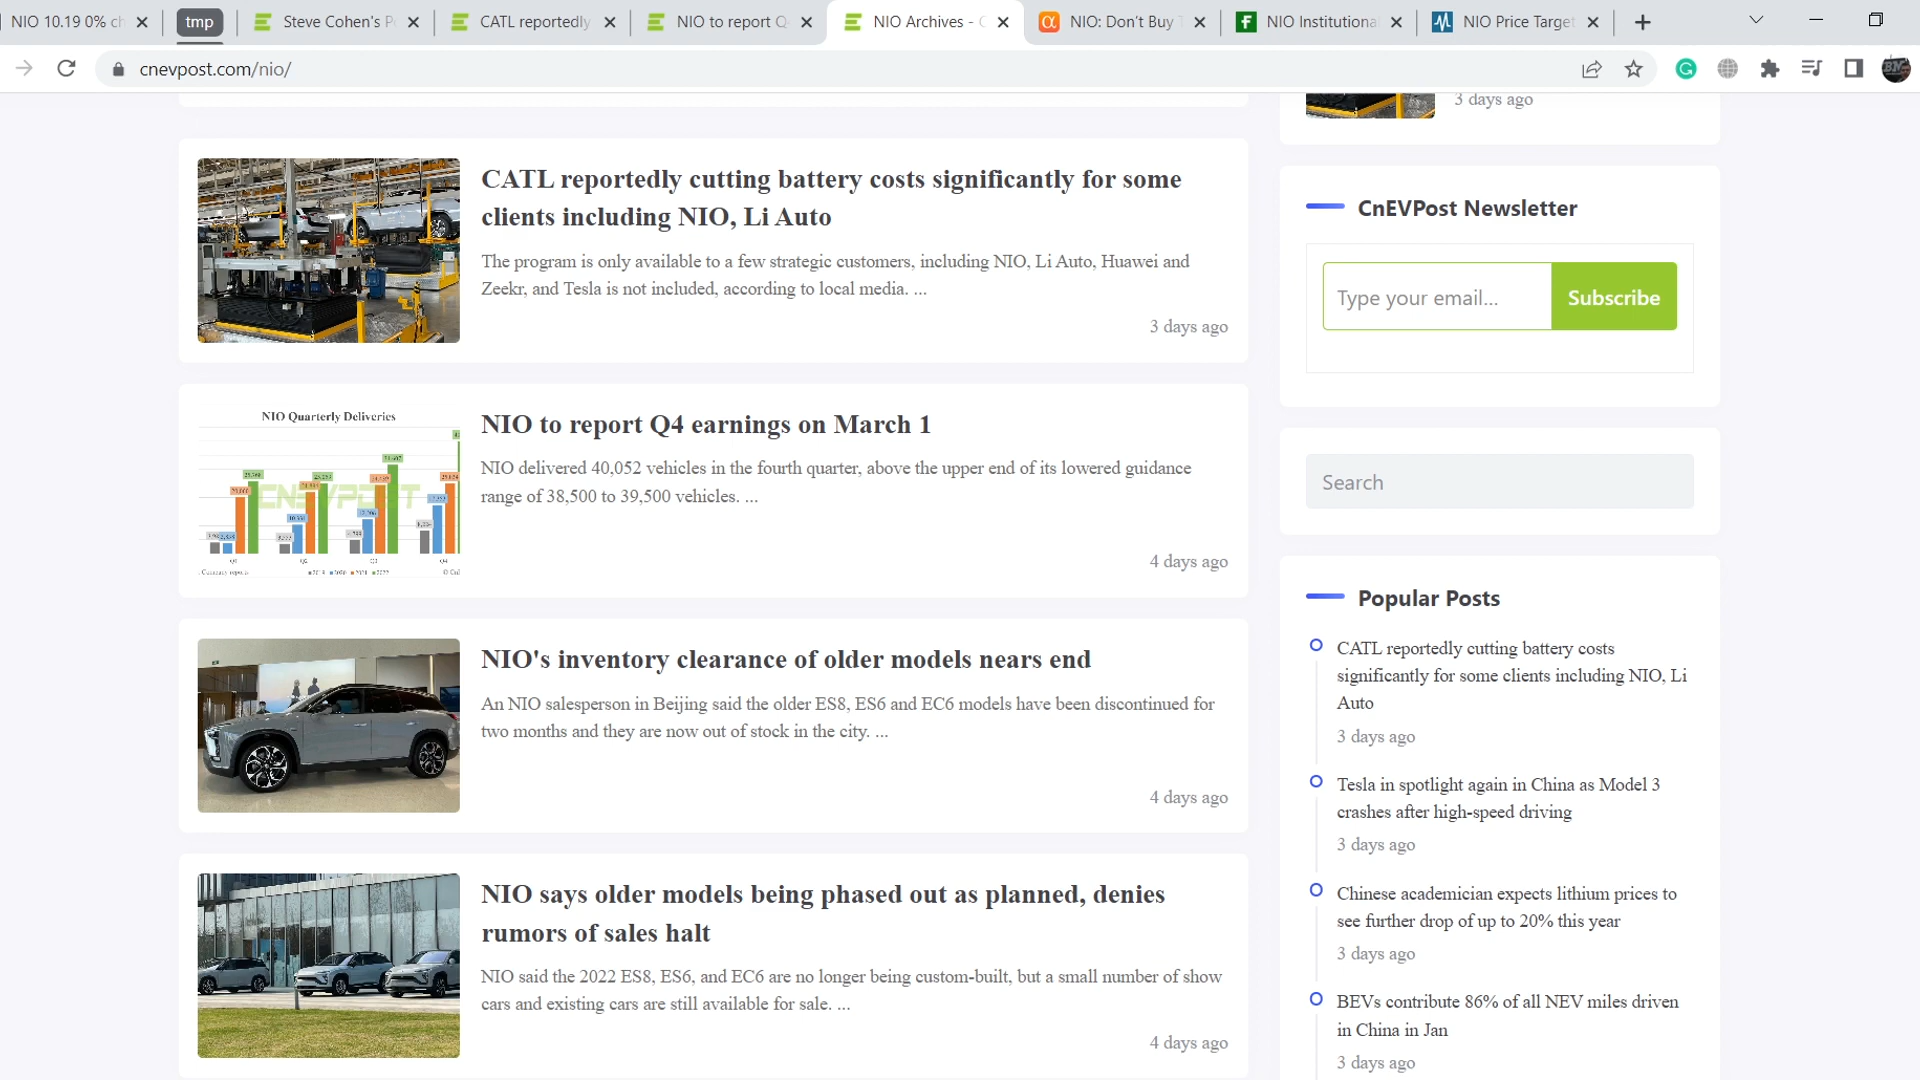 NIO 10.19 0% ch
tmp
Steve Cohen's P
CATL reportedly
NIO to report Q
NIO Archives - C
NIO: Don't Buy T
NIO Institutional
NIO Price Target
cnevpost.com/nio/
3 days ago
CATL reportedly cutting battery costs significantly for some
clients including NIO, Li Auto
The program is only available to a few strategic customers, including NIO, Li Auto, Huawei and
Zeekr, and Tesla is not included, according to local media. ...
3 days ago
NIO Quarterly Deliveries
CNEVPOST
Q1 Q2 Q3 Q4
NIO to report Q4 earnings on March 1
NIO delivered 40,052 vehicles in the fourth quarter, above the upper end of its lowered guidance
range of 38,500 to 39,500 vehicles. ...
4 days ago
NIO's inventory clearance of older models nears end
An NIO salesperson in Beijing said the older ES8, ES6 and EC6 models have been discontinued for
two months and they are now out of stock in the city. ...
4 days ago
NIO says older models being phased out as planned, denies
rumors of sales halt
NIO said the 2022 ES8, ES6, and EC6 are no longer being custom-built, but a small number of show
cars and existing cars are still available for sale. ...
4 days ago
CnEVPost Newsletter
Type your email...
Subscribe
Search
Popular Posts
CATL reportedly cutting battery costs
significantly for some clients including NIO, Li
Auto
3 days ago
Tesla in spotlight again in China as Model 3
crashes after high-speed driving
3 days ago
Chinese academician expects lithium prices to
see further drop of up to 20% this year
3 days ago
BEVs contribute 86% of all NEV miles driven
in China in Jan
3 days ago